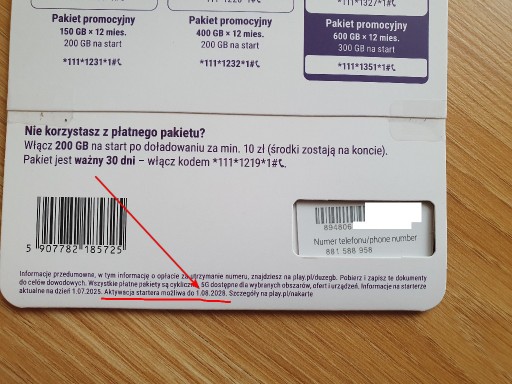 *111*1327*1#
Pakiet promocyjny
150 GB × 12 mies.
200 GB na start
*111*1231*1#
Pakiet promocyjny
400 GB × 12 mies.
200 GB na start
*111*1232*1#
Pakiet promocyjny
600 GB × 12 mies.
300 GB na start
*111*1351*1#
Nie korzystasz z płatnego pakietu?
Włącz 200 GB na start po doładowaniu za min. 10 zł (środki zostają na koncie).
Pakiet jest ważny 30 dni – włącz kodem *111*1219*1#.
5 907782 185725
894806
Numer telefonu/phone number
881 588 958
Informacje przedumowne, w tym informację o opłacie za utrzymanie numeru, znajdziesz na play.pl/duzegb. Pobierz i zapisz te dokumenty
do celów dowodowych. Wszystkie płatne pakiety są cykliczne. 5G dostępne dla wybranych obszarów, ofert i urządzeń. Informacje na starterze
aktualne na dzień 1.07.2025. Aktywacja startera możliwa do 1.08.2028. Szczegóły na play.pl/nakarte